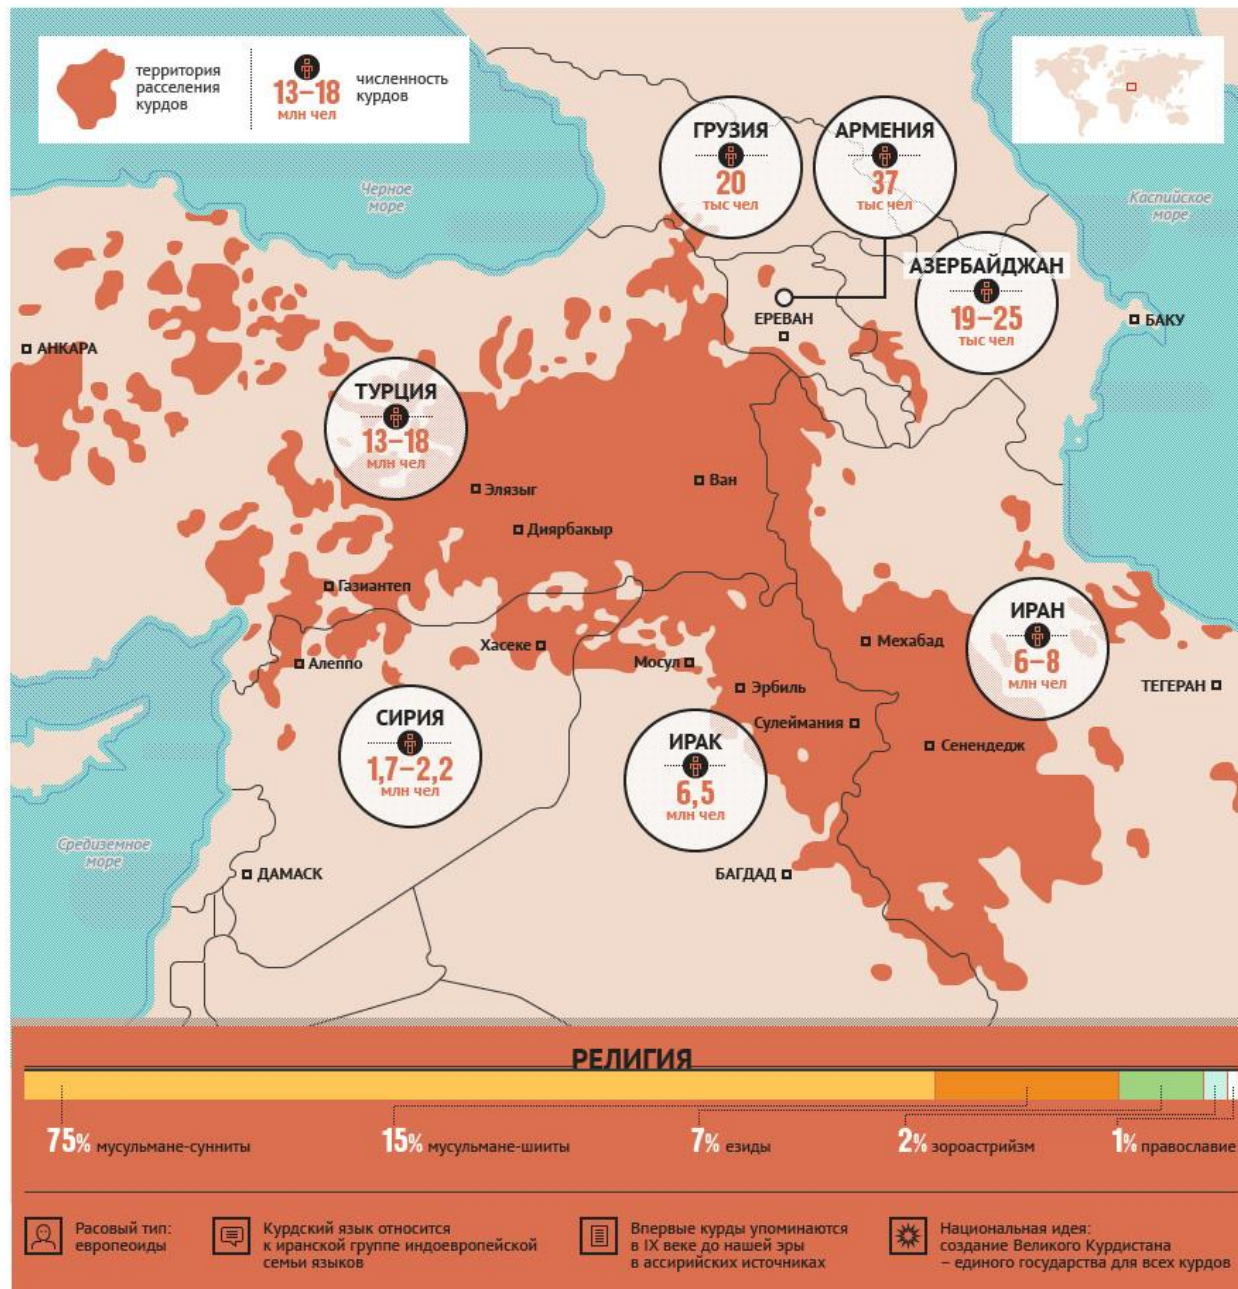 территория
расселения
курдов
13–18
млн чел
численность
курдов
Черное
море
Каспийское
море
ГРУЗИЯ
20
тыс чел
АРМЕНИЯ
37
тыс чел
АЗЕРБАЙДЖАН
19–25
тыс чел
ЕРЕВАН
БАКУ
АНКАРА
ТУРЦИЯ
13–18
млн чел
Элязыг
Ван
Диярбакыр
Газиантеп
Хасеке
Алеппо
Мосул
Мехабад
ИРАН
6–8
млн чел
ТЕГЕРАН
Эрбиль
Сулеймания
Сенендедж
СИРИЯ
1,7–2,2
млн чел
ИРАК
6,5
млн чел
Средиземное
море
ДАМАСК
БАГДАД
РЕЛИГИЯ
75% мусульмане-сунниты
15% мусульмане-шииты
7% езиды
2% зороастрийзм
1% православие
Расовый тип:
европеоиды
Курдский язык относится
к иранской группе индоевропейской
семьи языков
Впервые курды упоминаются
в IX веке до нашей эры
в ассирийских источниках
Национальная идея:
создание Великого Курдистана
– единого государства для всех курдов